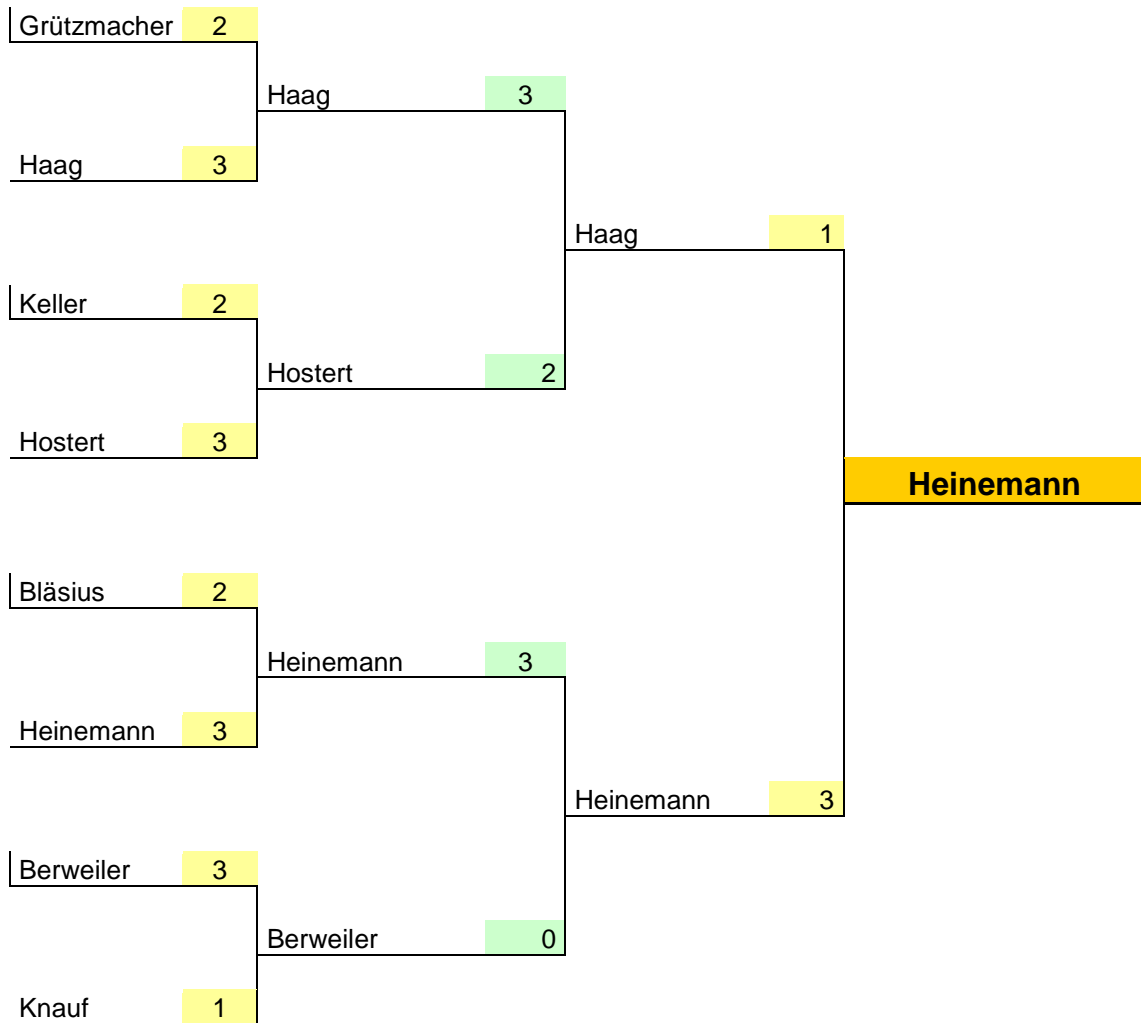 Grützmacher 2
Haag 3
Haag 3
Haag 1
Keller 2
Hostert 2
Hostert 3
Heinemann
Bläsius 2
Heinemann 3
Heinemann 3
Heinemann 3
Berweiler 3
Berweiler 0
Knauf 1